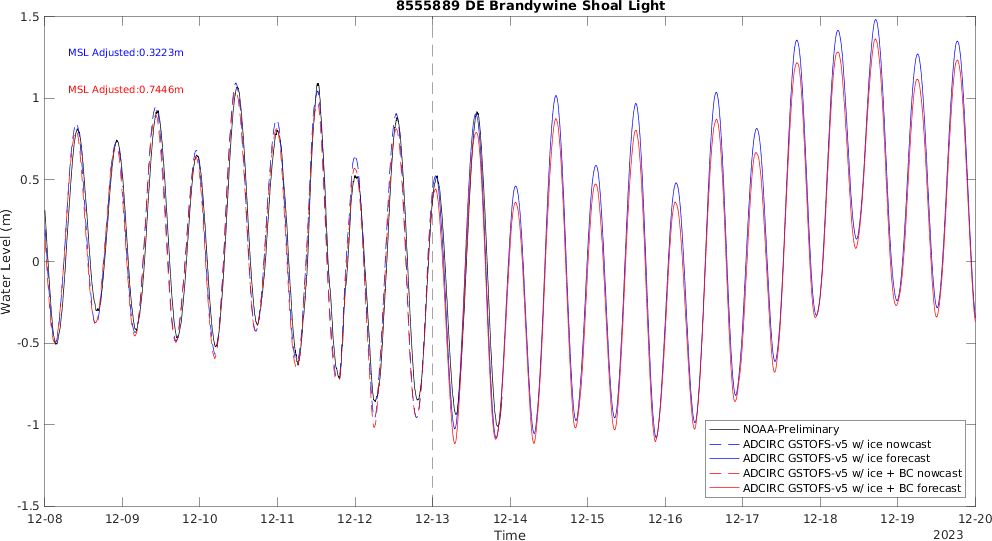 8555889 DE Brandywine Shoal Light
MSL Adjusted:0.3223m
MSL Adjusted:0.7446m
Water Level (m)
1.5
1
0.5
0
-0.5
-1
-1.5
NOAA-Preliminary
ADCIRC GSTOFS-v5 w/ ice nowcast
ADCIRC GSTOFS-v5 w/ ice forecast
ADCIRC GSTOFS-v5 w/ ice + BC nowcast
ADCIRC GSTOFS-v5 w/ ice + BC forecast
12-08 12-09 12-10 12-11 12-12 12-13 12-14 12-15 12-16 12-17 12-18 12-19 12-20
Time
2023